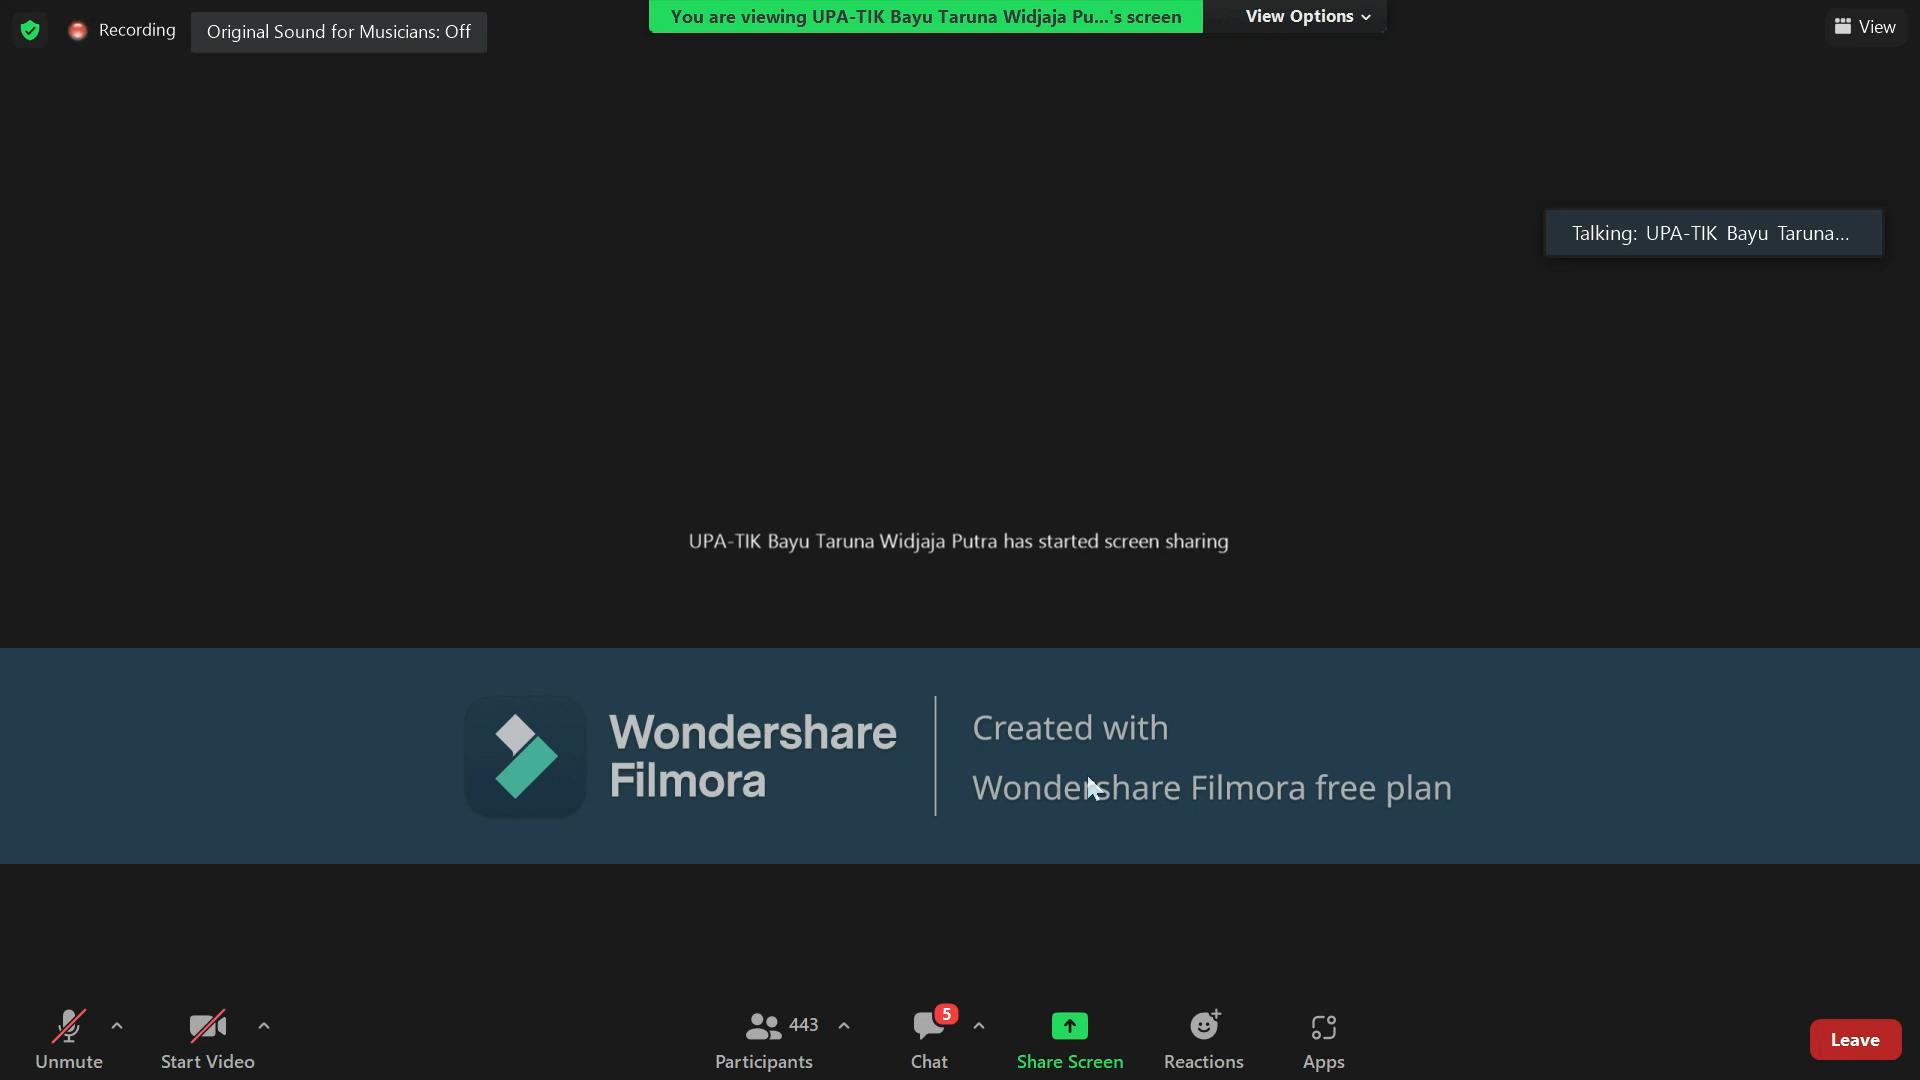 Recording
Original Sound for Musicians: Off
You are viewing UPA-TIK Bayu Taruna Widjaja Pu...'s screen
View Options
View
Talking: UPA-TIK Bayu Taruna...
UPA-TIK Bayu Taruna Widjaja Putra has started screen sharing
Wondershare
Filmora
Created with
Wondershare Filmora free plan
Unmute
Start Video
443
Participants
5
Chat
Share Screen
Reactions
Apps
Leave